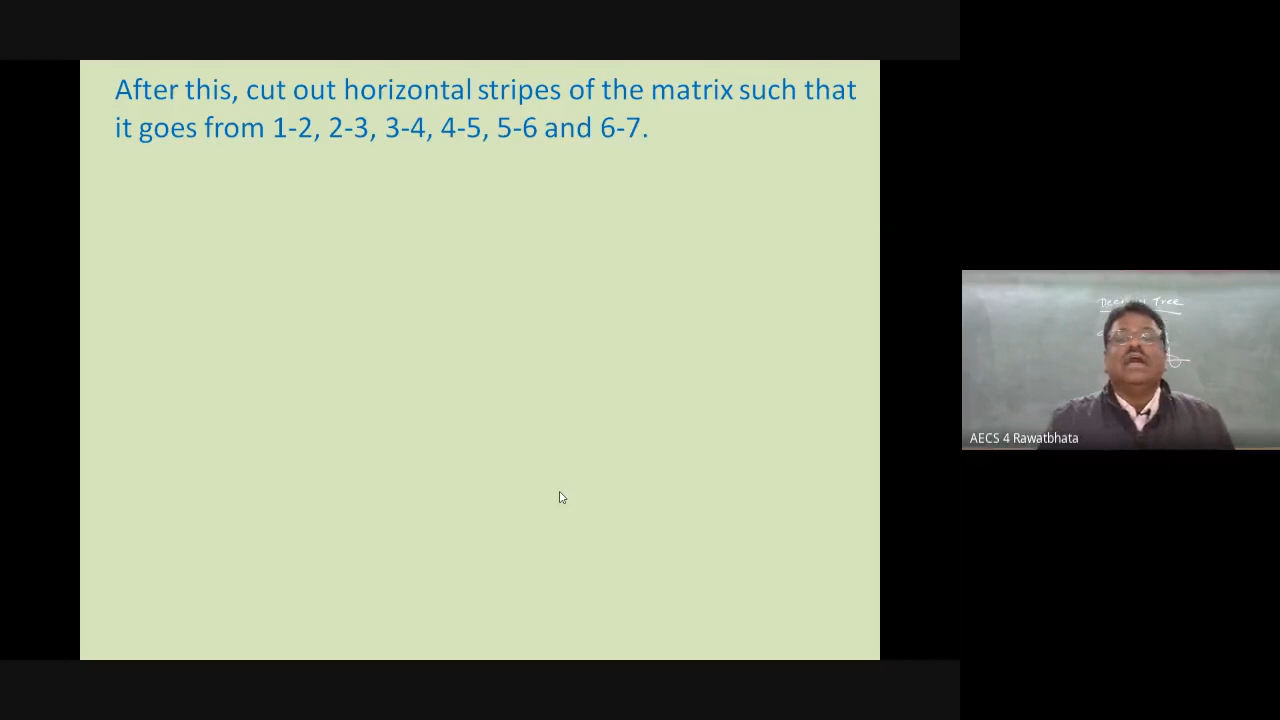 After this, cut out horizontal stripes of the matrix such that
it goes from 1-2, 2-3, 3-4, 4-5, 5-6 and 6-7.
Tree
AECS 4 Rawatbhata